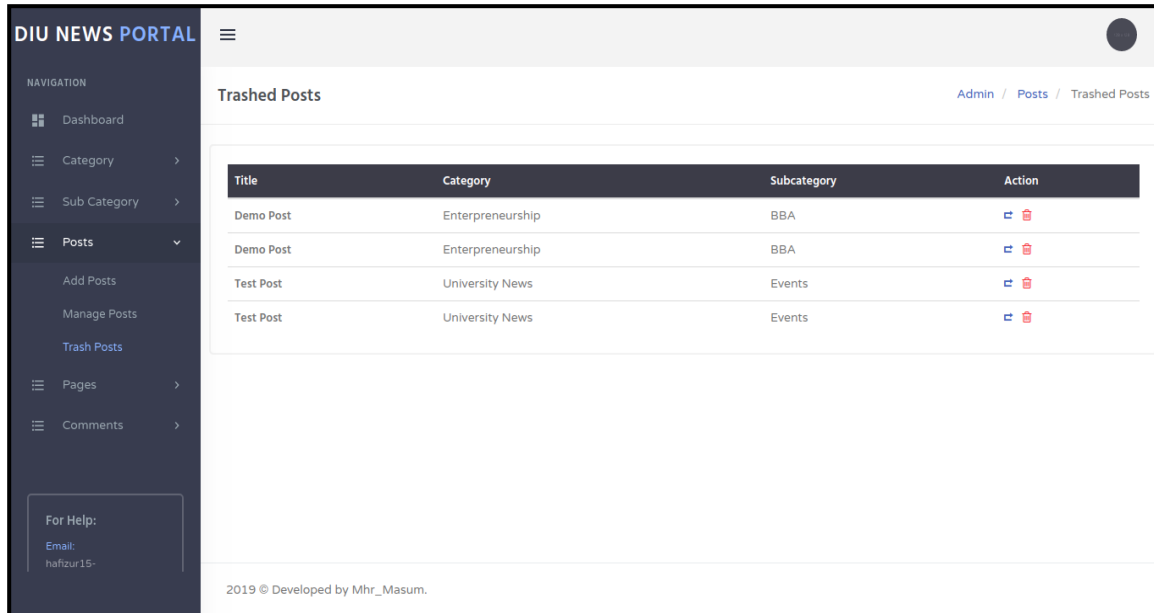 DIU NEWS PORTAL
NAVIGATION
Dashboard
Category
Sub Category
Posts
Add Posts
Manage Posts
Trash Posts
Pages
Comments
For Help:
Email:
hafizur15-
Trashed Posts
Admin / Posts / Trashed Posts
Title Category Subcategory Action
Demo Post Enterpreneurship BBA
Demo Post Enterpreneurship BBA
Test Post University News Events
Test Post University News Events
2019 © Developed by Mhr_Masum.